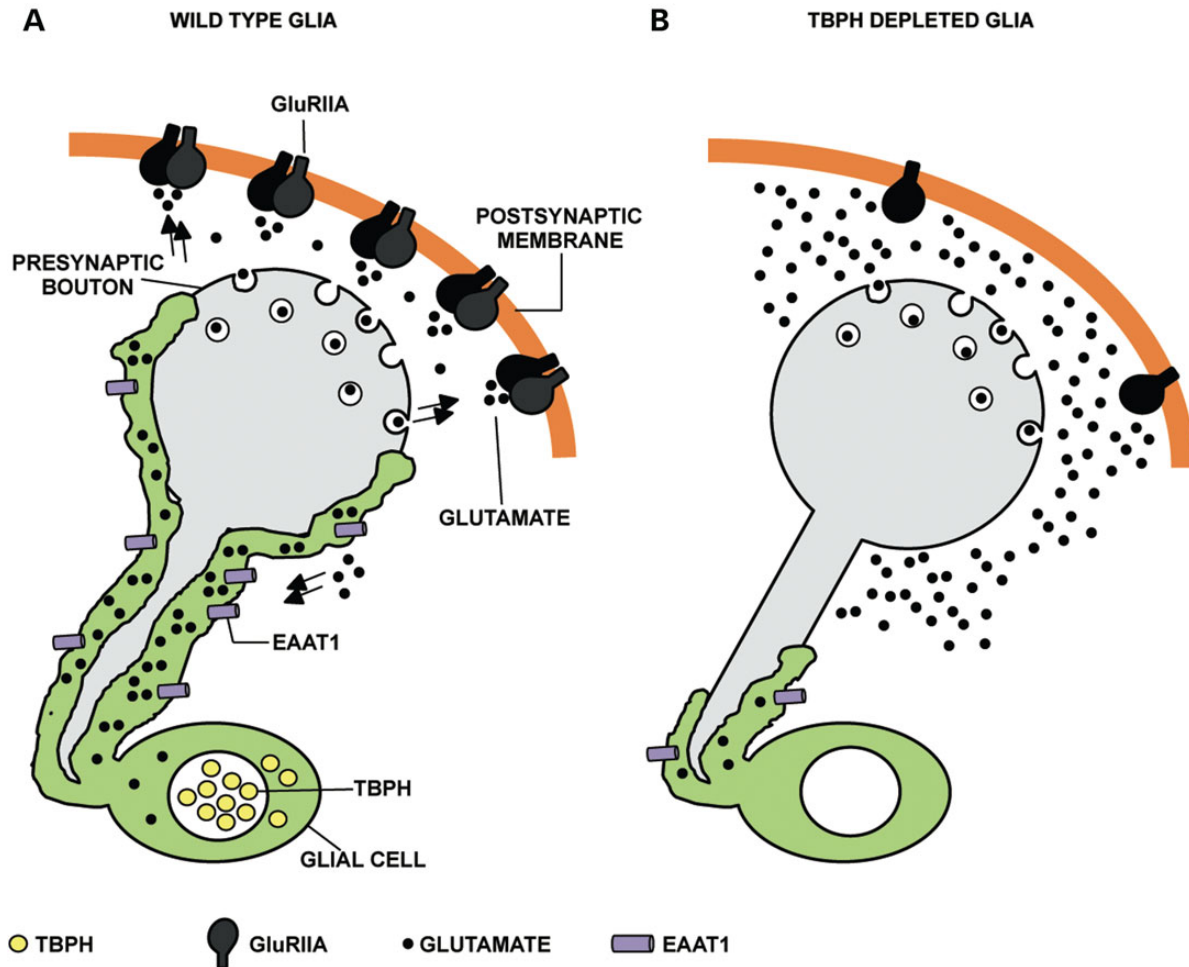 A
WILD TYPE GLIA
B
TBPH DEPLETED GLIA
GluRIIA
POSTSYNAPTIC
MEMBRANE
PRESYNAPTIC
BOUTON
GLUTAMATE
EAAT1
TBPH
GLIAL CELL
TBPH
GluRIIA
GLUTAMATE
EAAT1